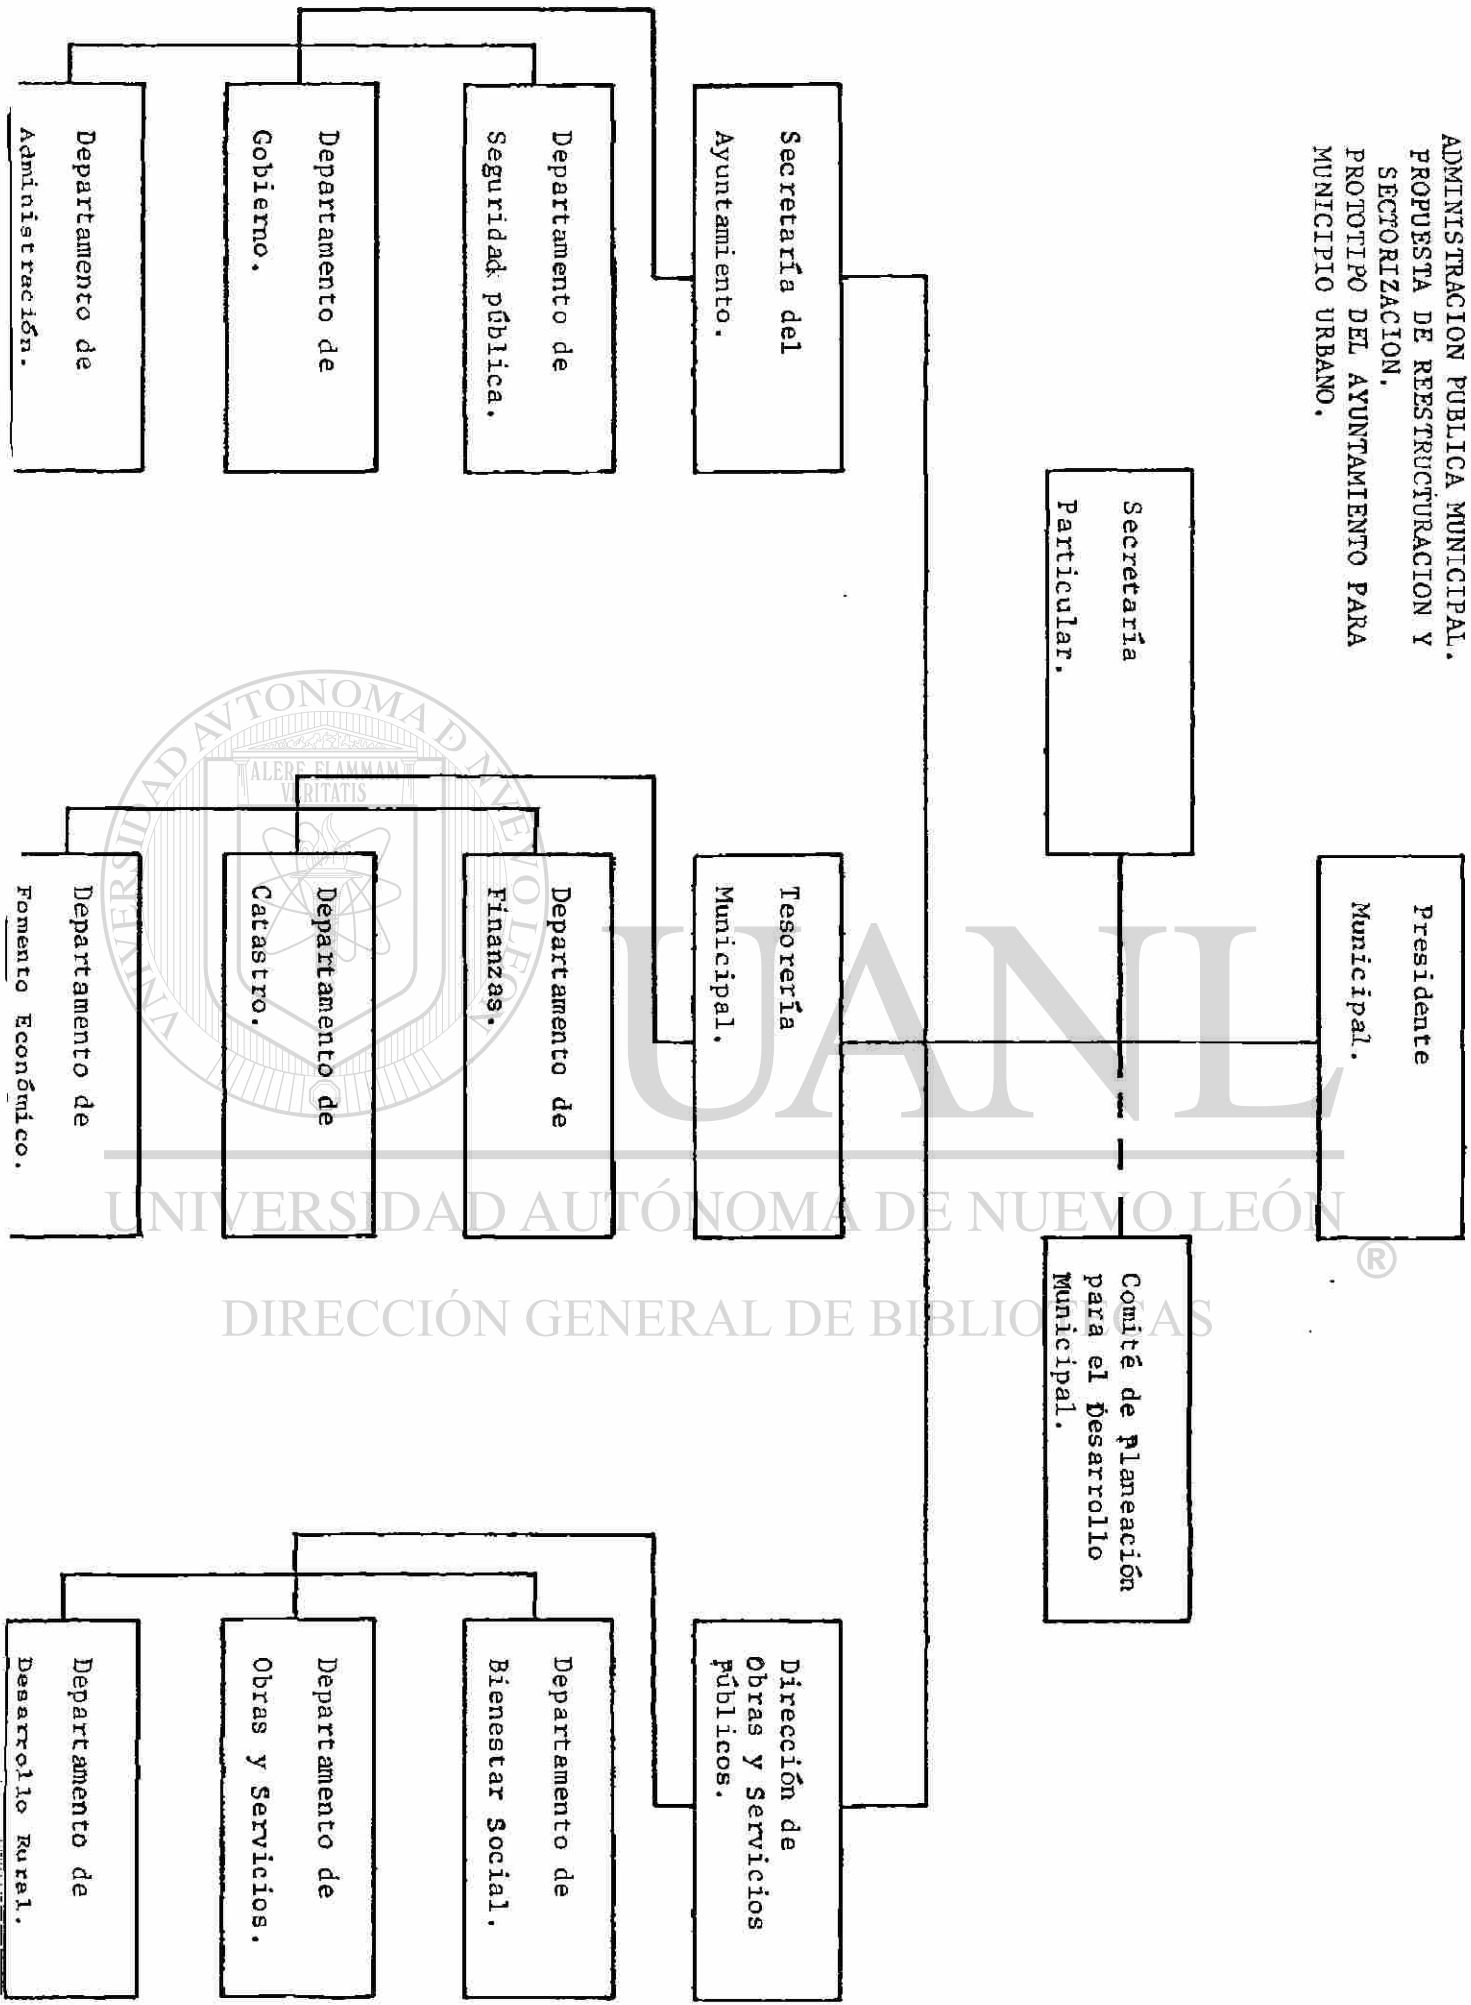 ADMINISTRACION PUBLICA MUNICIPAL.
PROPUESTA DE REESTRUCTURACION Y
SECTORIZACION.
PROTOTIPO DEL AYUNTAMIENTO PARA
MUNICIPIO URBANO.
Presidente
Municipal.
Secretaría
Particular.
Comité de Planeación
para el Desarrollo
Municipal.
Secretaría del
Ayuntamiento.
Tesorería
Municipal.
Dirección de
Obras y Servicios
Públicos.
Departamento de
Seguridad pública.
Departamento de
Finanzas.
Departamento de
Bienestar Social.
Departamento de
Gobierno.
Departamento de
Catastro.
Departamento de
Obras y Servicios.
Departamento de
Administración.
Departamento de
Fomento Económico.
Departamento de
Desarrollo Rural.
UNIVERSIDAD AVTONOMA D NVEVO LEON
ALERE FLAMMAM
VERITATIS
UANL
UNIVERSIDAD AUTÓNOMA DE NUEVO LEÓN
®
DIRECCIÓN GENERAL DE BIBLIOTECAS